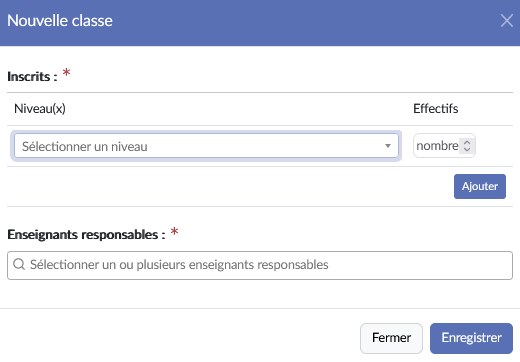 Nouvelle classe
Inscrits : *
Niveau(x) Effectifs
Sélectionner un niveau nombre
Ajouter
Enseignants responsables : *
Sélectionner un ou plusieurs enseignants responsables
Fermer Enregistrer